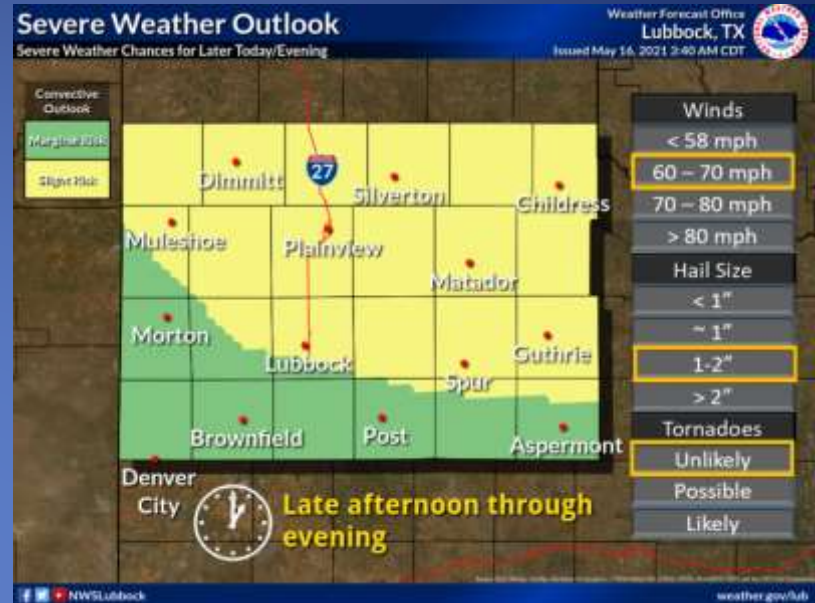 Severe Weather Outlook
Severe Weather Chances for Later Today/Evening
Weather Forecast Office
Lubbock, TX
Issued May 16, 2021 3:40 AM CDT
Convective
Outlook
Marginal Risk
Slight Risk
27
Dimmitt
Silverton
Childress
Muleshoe
Plainview
Matador
Morton
Lubbock
Guthrie
Spur
Brownfield
Post
Aspermont
Denver
City
Late afternoon through
evening
Winds
< 58 mph
60 – 70 mph
70 – 80 mph
> 80 mph
Hail Size
< 1"
~ 1"
1-2"
> 2"
Tornadoes
Unlikely
Possible
Likely
NWSLubbock
weather.gov/lub